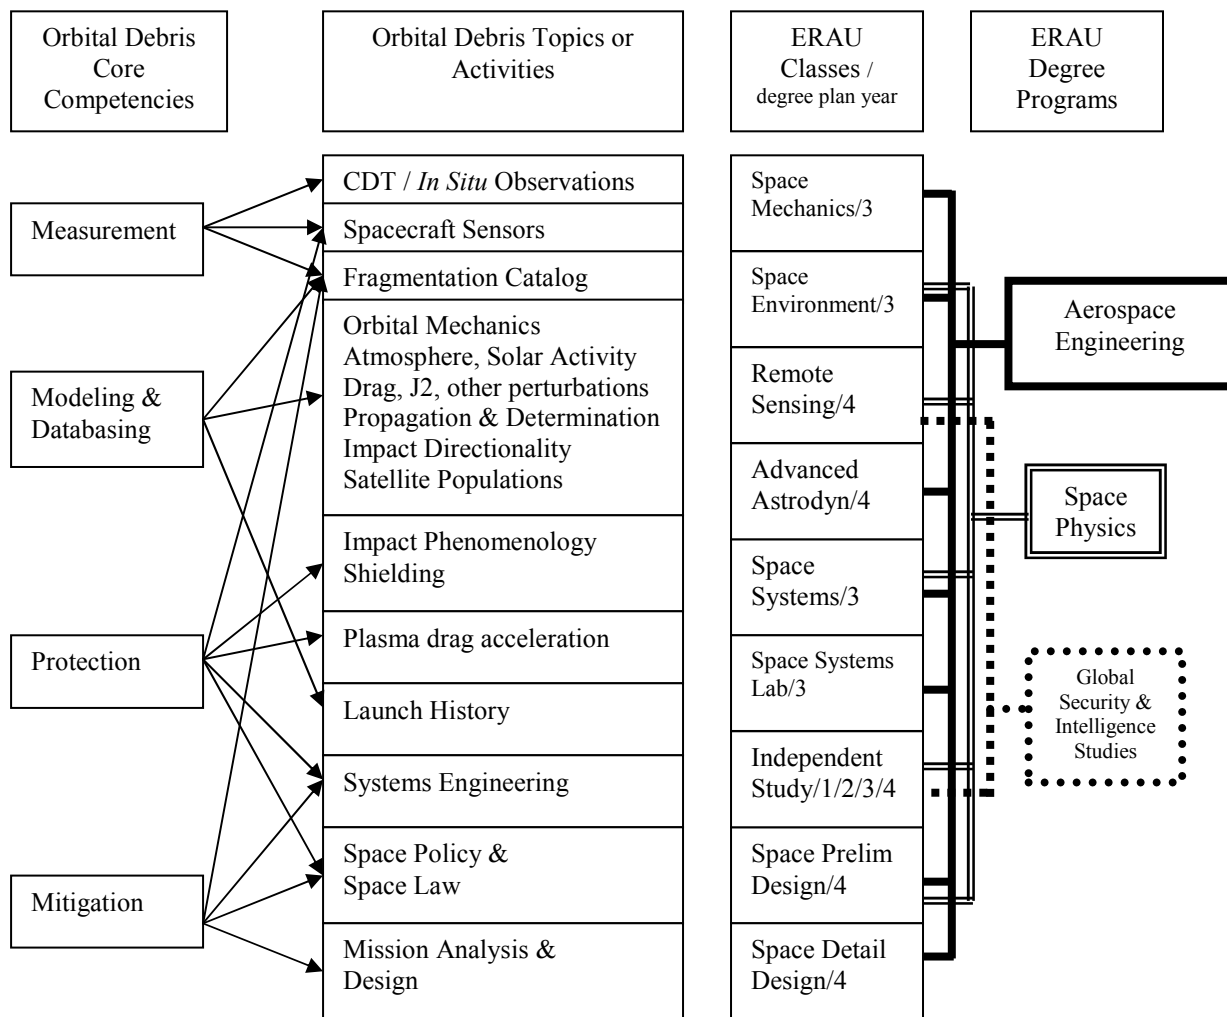 Orbital Debris
Core
Competencies
Orbital Debris Topics or
Activities
ERAU
Classes /
degree plan year
ERAU
Degree
Programs
Measurement
Modeling &
Databasing
Protection
Mitigation
CDT / In Situ Observations
Spacecraft Sensors
Fragmentation Catalog
Orbital Mechanics
Atmosphere, Solar Activity
Drag, J2, other perturbations
Propagation & Determination
Impact Directionality
Satellite Populations
Impact Phenomenology
Shielding
Plasma drag acceleration
Launch History
Systems Engineering
Space Policy &
Space Law
Mission Analysis &
Design
Space
Mechanics/3
Space
Environment/3
Remote
Sensing/4
Advanced
Astrodyn/4
Space
Systems/3
Space Systems
Lab/3
Independent
Study/1/2/3/4
Space Prelim
Design/4
Space Detail
Design/4
Aerospace
Engineering
Space
Physics
Global
Security &
Intelligence
Studies